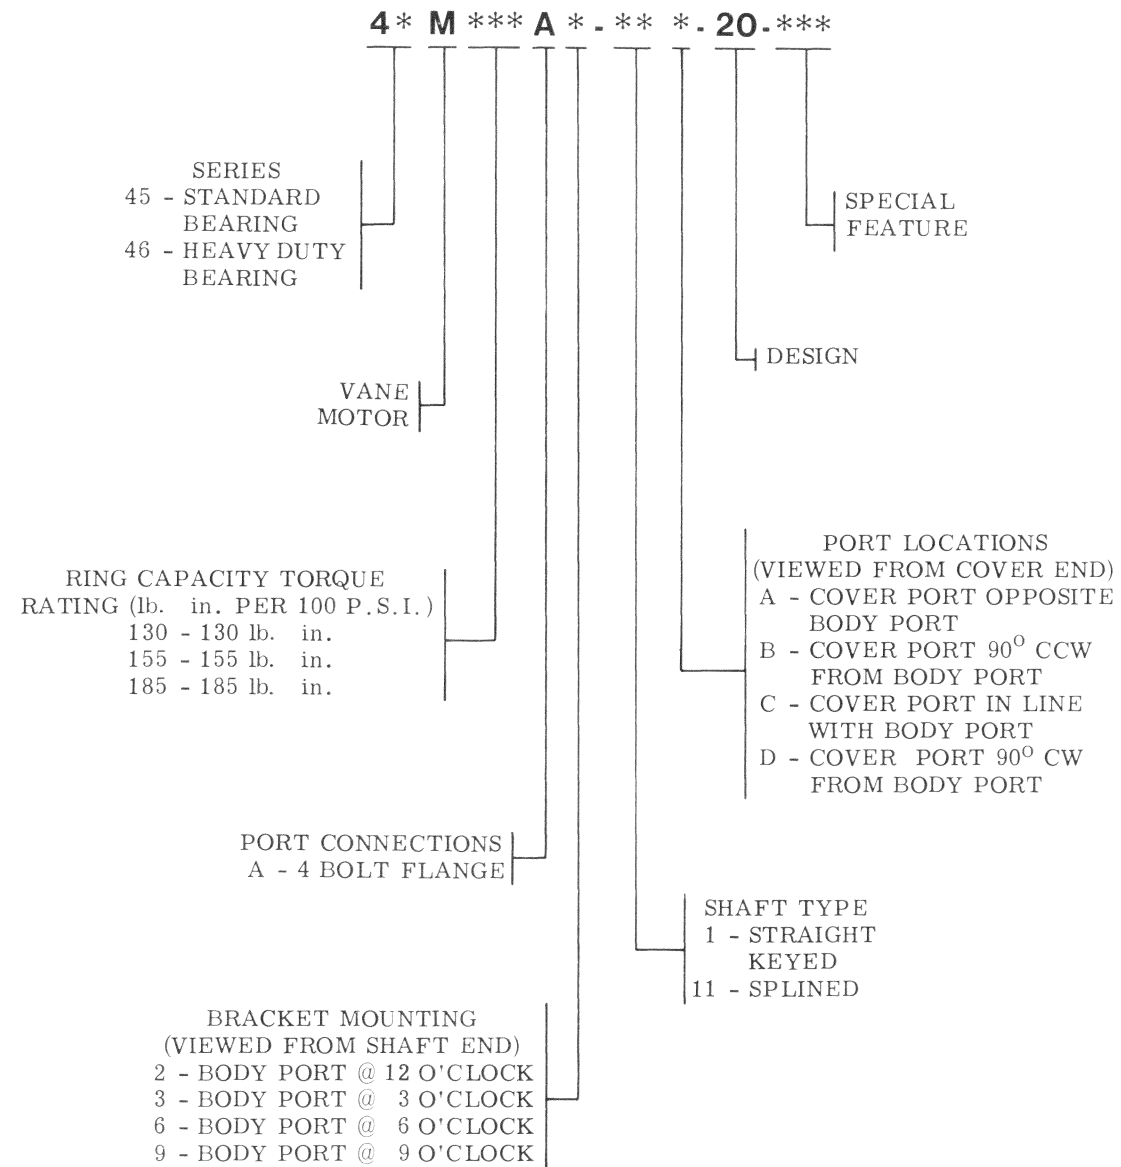 4* M *** A * - ** * - 20 - ***
SERIES
45 - STANDARD
BEARING
46 - HEAVY DUTY
BEARING
SPECIAL
FEATURE
DESIGN
VANE
MOTOR
PORT LOCATIONS
(VIEWED FROM COVER END)
A - COVER PORT OPPOSITE
BODY PORT
B - COVER PORT 90° CCW
FROM BODY PORT
C - COVER PORT IN LINE
WITH BODY PORT
D - COVER PORT 90° CW
FROM BODY PORT
RING CAPACITY TORQUE
RATING (lb. in. PER 100 P.S.I.)
130 - 130 lb. in.
155 - 155 lb. in.
185 - 185 lb. in.
PORT CONNECTIONS
A - 4 BOLT FLANGE
SHAFT TYPE
1 - STRAIGHT
KEYED
11 - SPLINED
BRACKET MOUNTING
(VIEWED FROM SHAFT END)
2 - BODY PORT @ 12 O'CLOCK
3 - BODY PORT @ 3 O'CLOCK
6 - BODY PORT @ 6 O'CLOCK
9 - BODY PORT @ 9 O'CLOCK